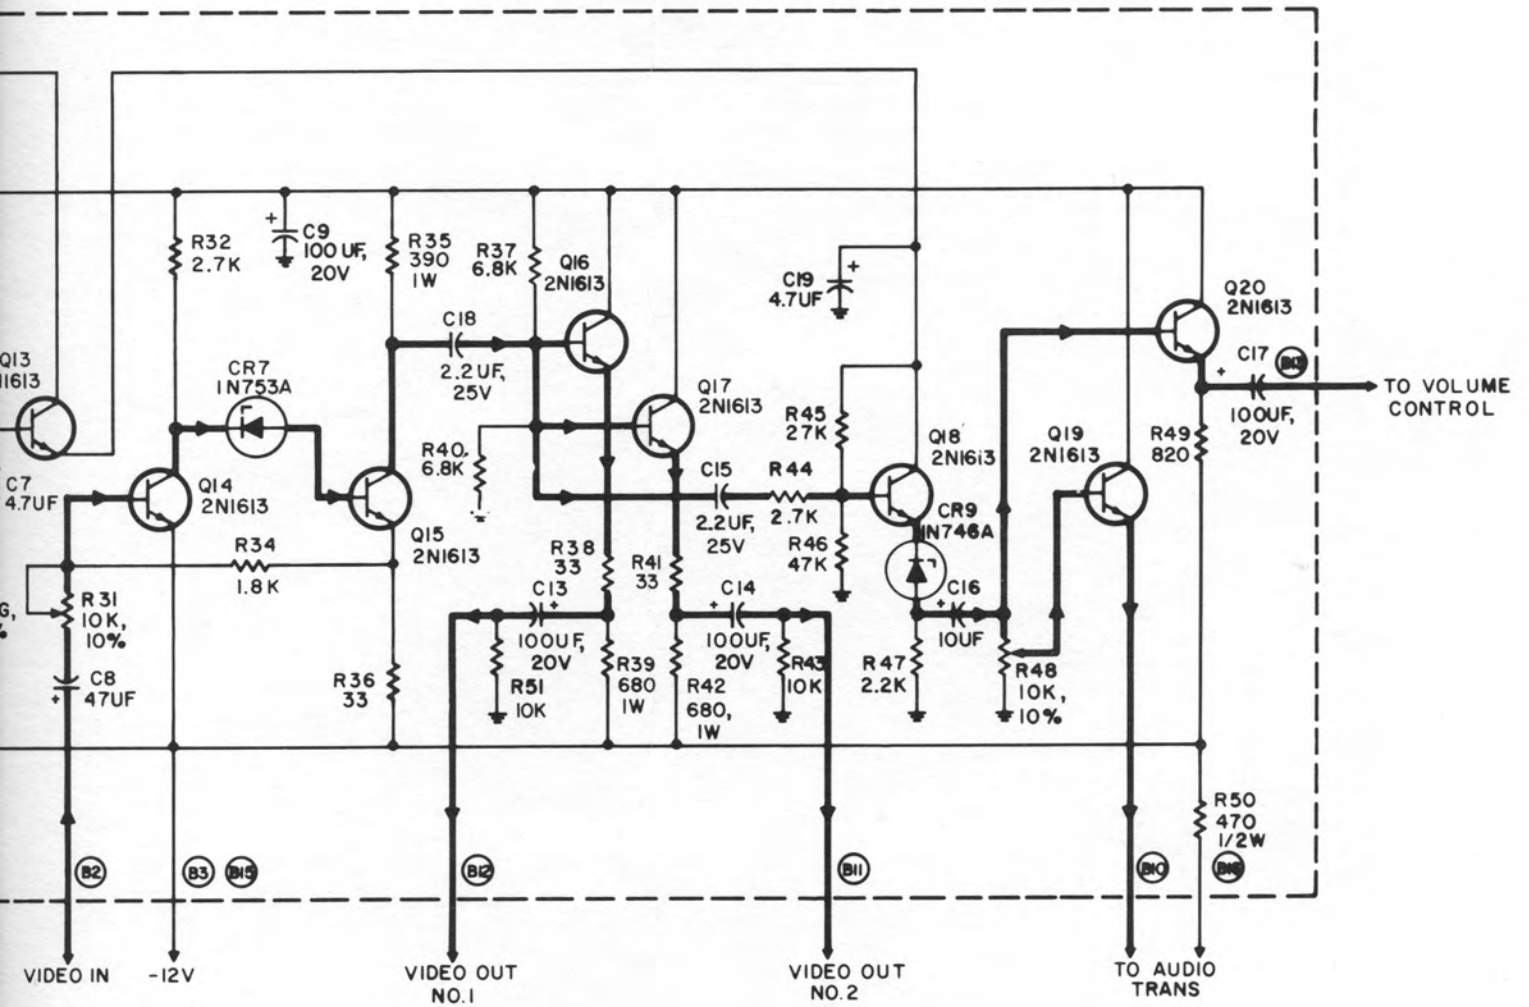 R32
2.7K
+
C9
100 UF,
20V
R35
390
1W
R37
6.8K
Q16
2N1613
C19
4.7UF
+
Q20
2N1613
Q13
C18
2.2 UF,
25V
CR7
1N753A
Q17
2N1613
+
C17
B13
100UF,
20V
TO VOLUME
CONTROL
R40
6.8K
R45
27K
Q18
2N1613
Q19
2N1613
R49
820
C7
4.7UF
Q14
2N1613
Q15
2N1613
C15
2.2UF,
25V
R44
2.7K
CR9
1N746A
R46
47K
R34
1.8K
R38
33
R41
33
R31
10K,
10%
C13
+
100UF,
20V
C14
+
100UF,
20V
C16
+
10UF
C8
+
47UF
R36
33
R51
10K
R39
680
1W
R42
680,
1W
R43
10K
R47
2.2K
R48
10K,
10%
R50
470
1/2W
B2
B3
B15
B12
B11
B10
VIDEO IN
-12V
VIDEO OUT
NO.1
VIDEO OUT
NO.2
TO AUDIO
TRANS